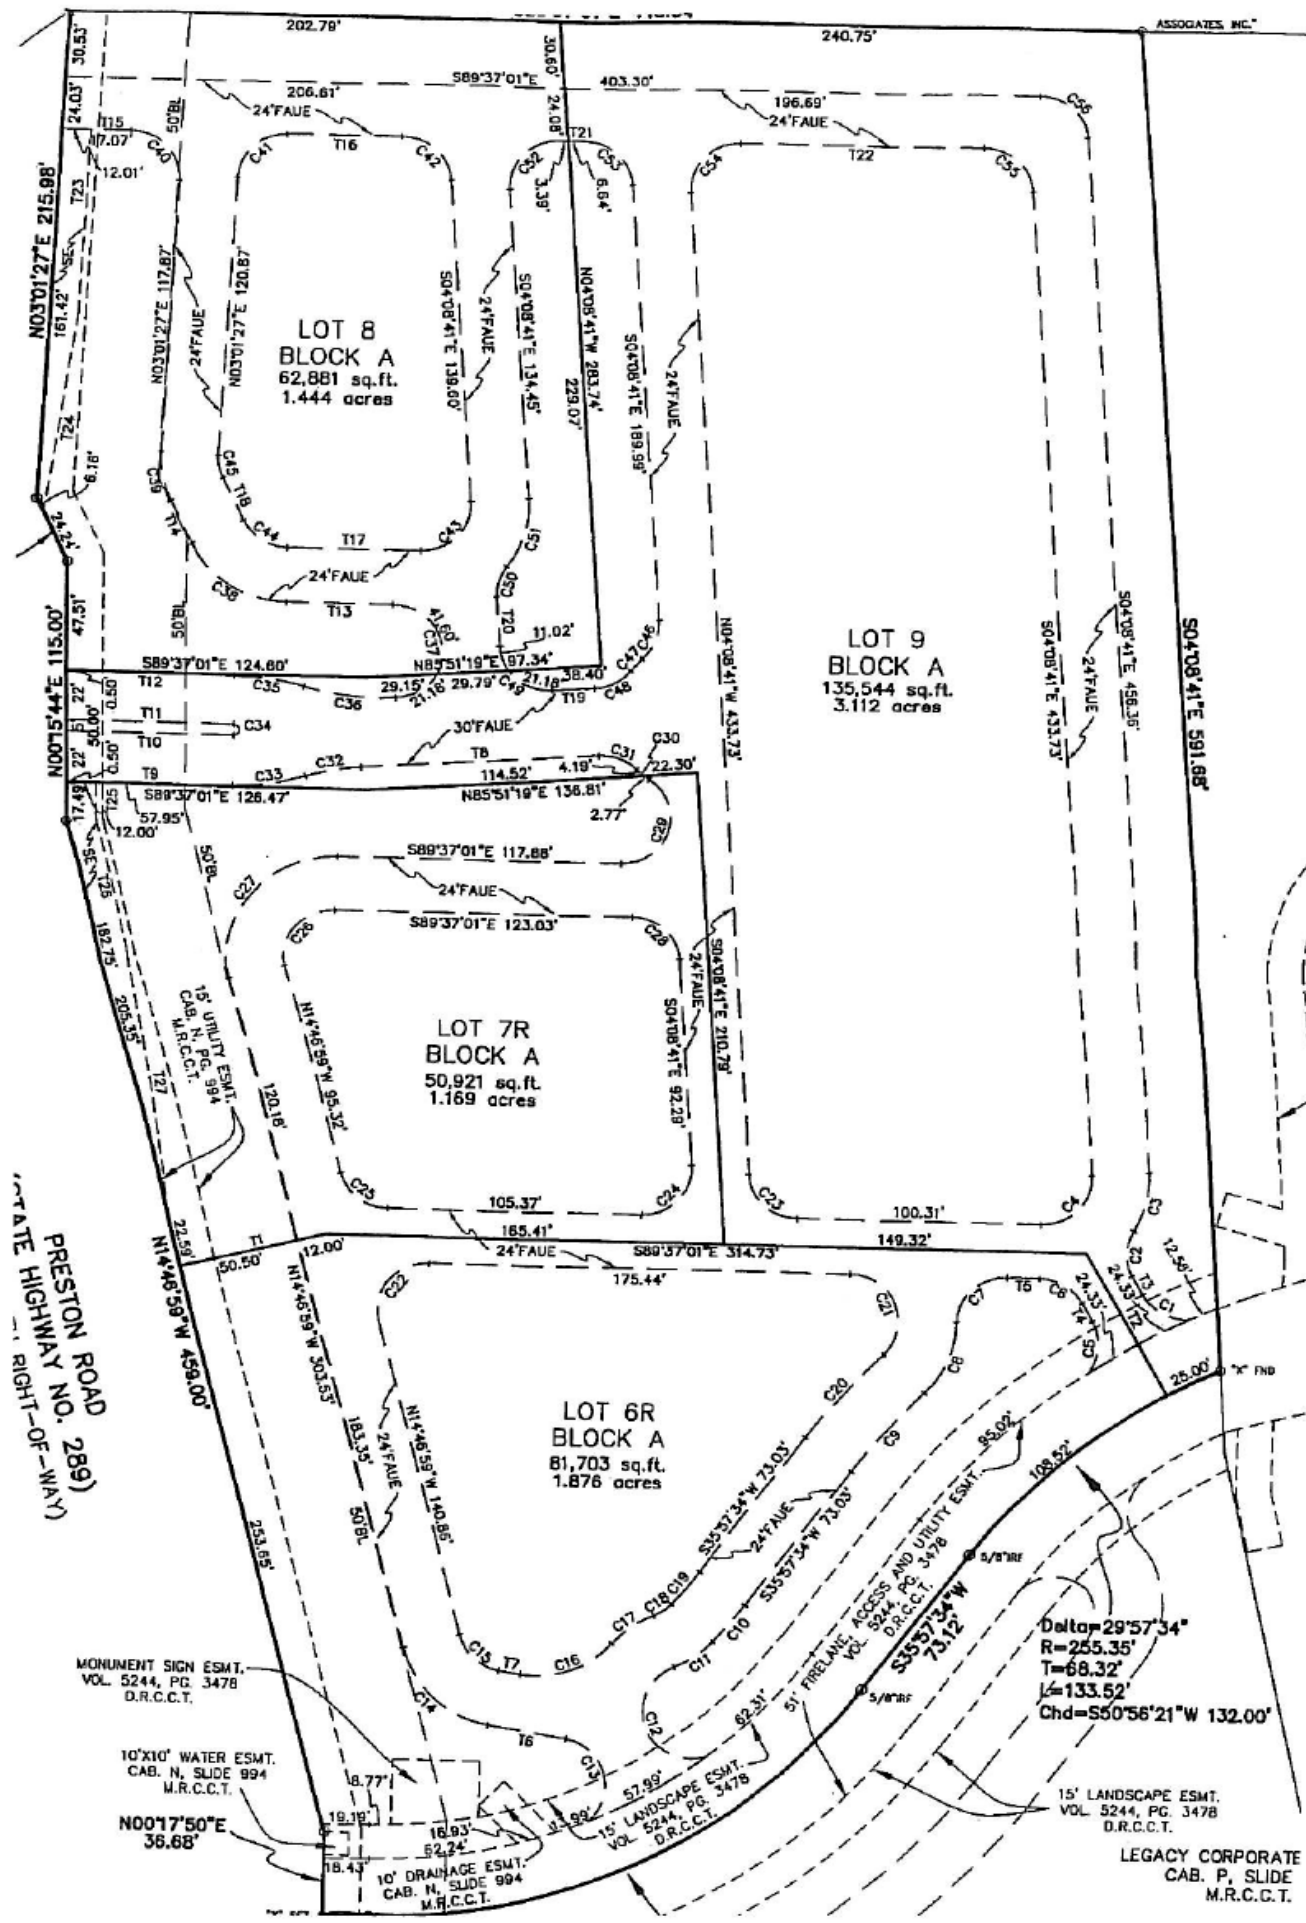 202.79'
240.75'
ASSOCIATES, INC."
30.53'
30.60'
S89°37'01"E
403.30'
206.61'
196.69'
24'FAUE
24'FAUE
24.03'
50'BL
24.08'
T15
17.07'
C40
C41
T16
C42
C52
T21
C53
C54
T22
C55
C56
12.01'
3.39'
6.64'
T23
SE
N03°01'27"E 215.98'
161.42'
T24
6.16'
N03°01'27"E 117.87'
24'FAUE
N03°01'27"E 120.87'
LOT 8
BLOCK A
62,881 sq.ft.
1.444 acres
S04°08'41"E 139.60'
24'FAUE
S04°08'41"E 134.45'
N04°08'41"W 283.74'
229.07'
S04°08'41"E 189.99'
24'FAUE
C39
C45
T18
T14
C44
T17
C43
C51
24.24'
24'FAUE
C38
T13
C50
T20
C46
47.51'
50'BL
41.60'
C37
11.02'
C47
N00°15'44"E 115.00'
S89°37'01"E 124.60'
N85°51'19"E 97.34'
T12
C35
29.15'
29.79'
C49
21.18'
38.40'
C48
T19
22'
0.50'
C36
21.16'
T11
C34
5'
50.00'
T10
30'FAUE
22'
0.50'
T9
C33
C32
T8
C31
C30
4.19'
22.30'
114.52'
S89°37'01"E 126.47'
N85°51'19"E 136.81'
2.77'
17.49'
T25
57.95'
12.00'
C29
N04°08'41"W 433.73'
LOT 9
BLOCK A
135,544 sq.ft.
3.112 acres
S04°08'41"E 433.73'
24'FAUE
S04°08'41"E 456.36'
S04°08'41"E 591.68'
SE
T26
50'BL
C27
S89°37'01"E 117.88'
24'FAUE
S89°37'01"E 123.03'
C26
C28
182.75'
205.35'
15' UTILITY ESMT.
CAB. N, PG. 994
M.R.C.C.T.
T27
120.18'
N14°46'59"W 95.32'
LOT 7R
BLOCK A
50,921 sq.ft.
1.169 acres
24'FAUE
S04°08'41"E 92.29'
S04°08'41"E 210.79'
C25
105.37'
C24
C23
100.31'
C4
C3
22.59'
T1
50.50'
12.00'
165.41'
24'FAUE
S89°37'01"E 314.73'
149.32'
C2
12.56'
175.44'
C22
C21
C7
T5
C6
24.33'
24.33'
T3
C1
T2
T4
C5
25.00'
"X" FND
PRESTON ROAD
STATE HIGHWAY NO. 289)
RIGHT-OF-WAY)
N14°46'59"W 459.00'
N14°46'59"W 303.53'
183.35'
24'FAUE
N14°46'59"W 140.86'
50'BL
253.65'
LOT 6R
BLOCK A
81,703 sq.ft.
1.876 acres
C20
C8
C9
S35°57'34"W 73.03'
24'FAUE
S35°57'34"W 73.03'
95.02'
108.52'
51' FIRELANE, ACCESS AND UTILITY ESMT.
VOL. 5244, PG. 3478
D.R.C.C.T.
5/8"IRF
S35°57'34"W
73.12'
5/8"IRF
C19
C18
C17
C16
T7
C15
C10
C11
C12
C14
T6
C13
62.31'
Delta=29°57'34"
R=255.35'
T=68.32'
L=133.52'
Chd=S50°56'21"W 132.00'
MONUMENT SIGN ESMT.
VOL. 5244, PG. 3478
D.R.C.C.T.
10'X10' WATER ESMT.
CAB. N, SLIDE 994
M.R.C.C.T.
8.77'
N00°17'50"E
36.68'
19.19'
16.93'
62.24'
18.43'
57.99'
15' LANDSCAPE ESMT.
VOL. 5244, PG. 3478
D.R.C.C.T.
10' DRAINAGE ESMT.
CAB. N, SLIDE 994
M.R.C.C.T.
15' LANDSCAPE ESMT.
VOL. 5244, PG. 3478
D.R.C.C.T.
LEGACY CORPORATE
CAB. P, SLIDE
M.R.C.C.T.